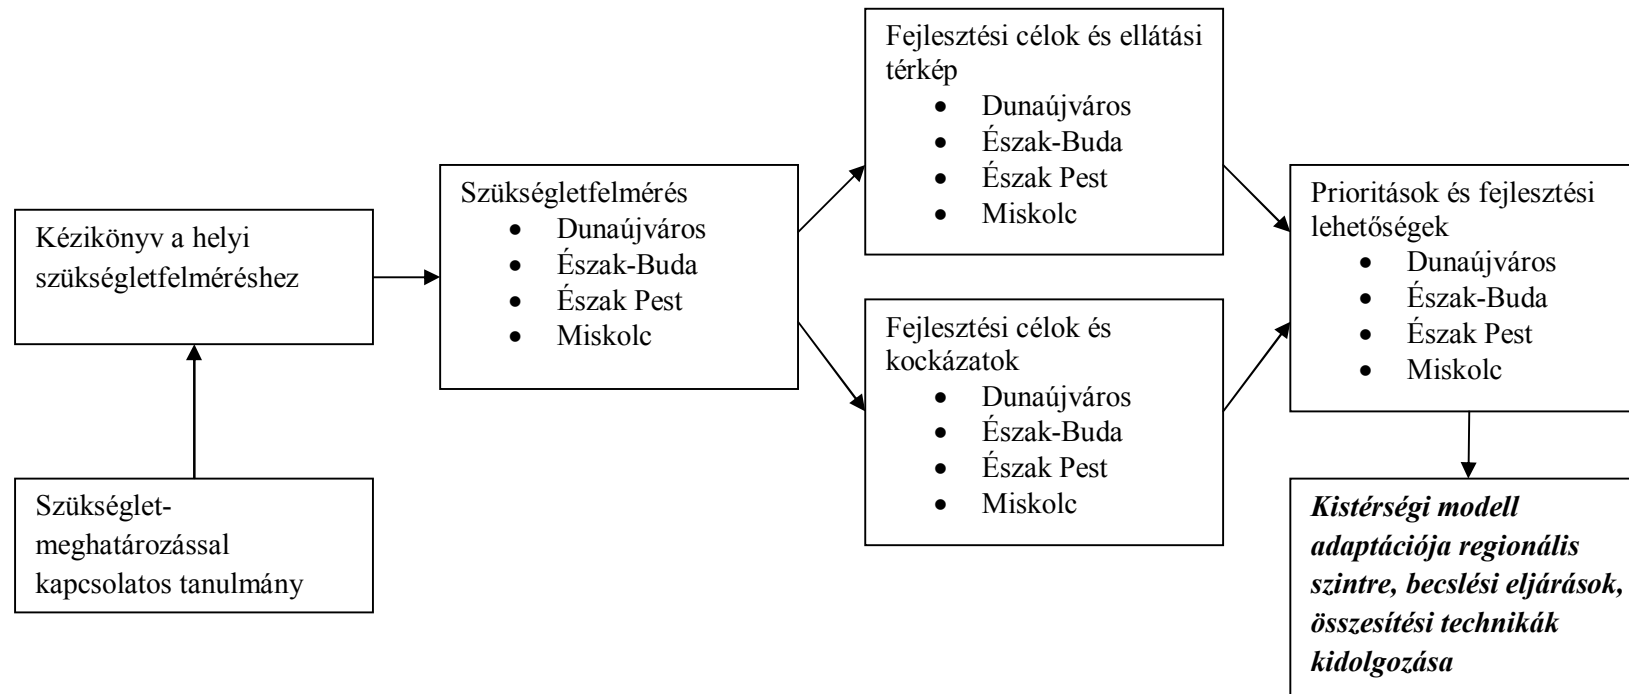 Kézikönyv a helyi
szükségletfelméréshez
Szükséglet-
meghatározással
kapcsolatos tanulmány
Szükségletfelmérés
• Dunaújváros
• Észak-Buda
• Észak Pest
• Miskolc
Fejlesztési célok és ellátási
térkép
• Dunaújváros
• Észak-Buda
• Észak Pest
• Miskolc
Fejlesztési célok és
kockázatok
• Dunaújváros
• Észak-Buda
• Észak Pest
• Miskolc
Prioritások és fejlesztési
lehetőségek
• Dunaújváros
• Észak-Buda
• Észak Pest
• Miskolc
Kistérségi modell
adaptációja regionális
szintre, becslési eljárások,
összesítési technikák
kidolgozása